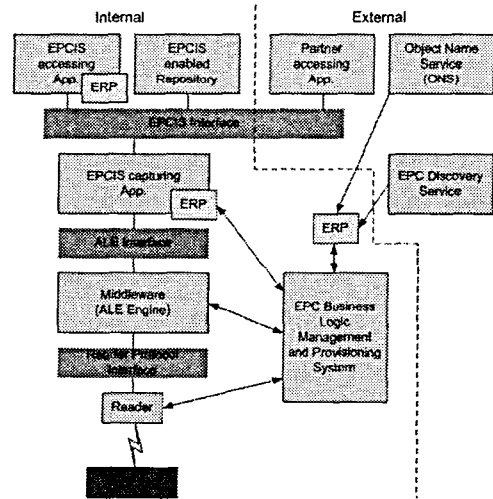 Internal
External
EPCIS
accessing
App.
ERP
EPCIS
enabled
Repository
Partner
accessing
App.
Object Name
Service
(ONS)
EPCIS Interface
EPCIS capturing
App.
ERP
EPC Discovery
Service
ERP
ALE Interface
Middleware
(ALE Engine)
EPC Business
Logic
Management
and Provisioning
System
Reader Protocol
Interface
Reader